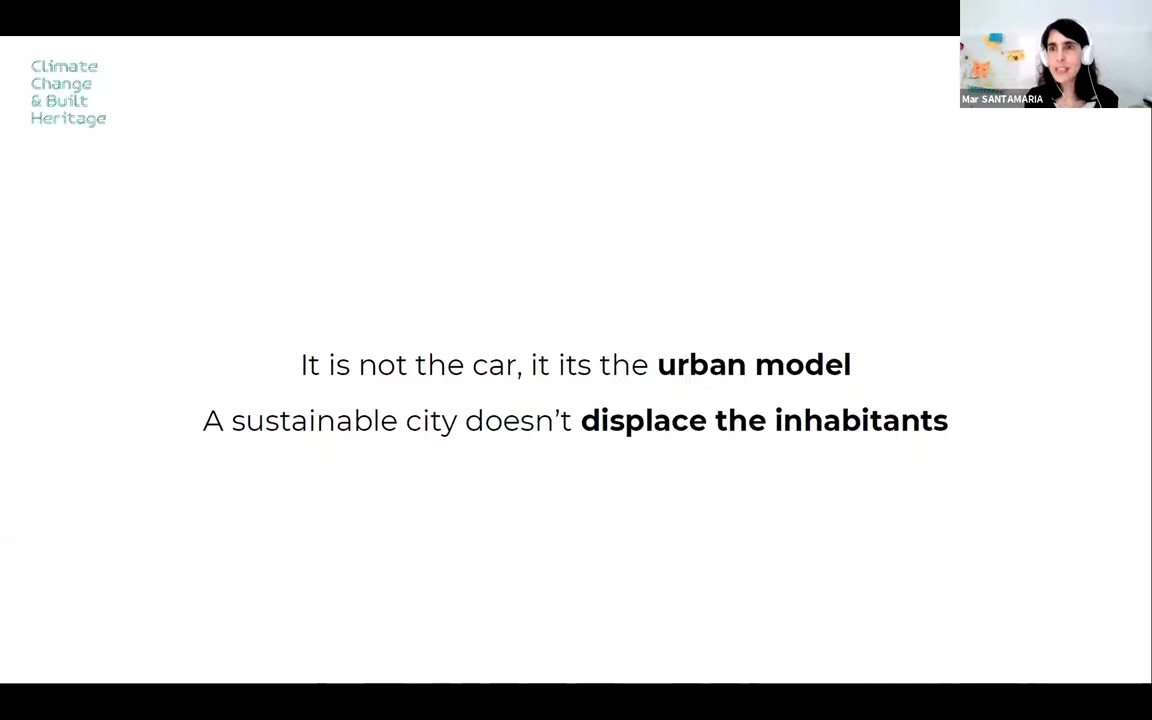 Climate
Change
& Built
Heritage
Mar SANTAMARIA
It is not the car, it its the urban model
A sustainable city doesn’t displace the inhabitants